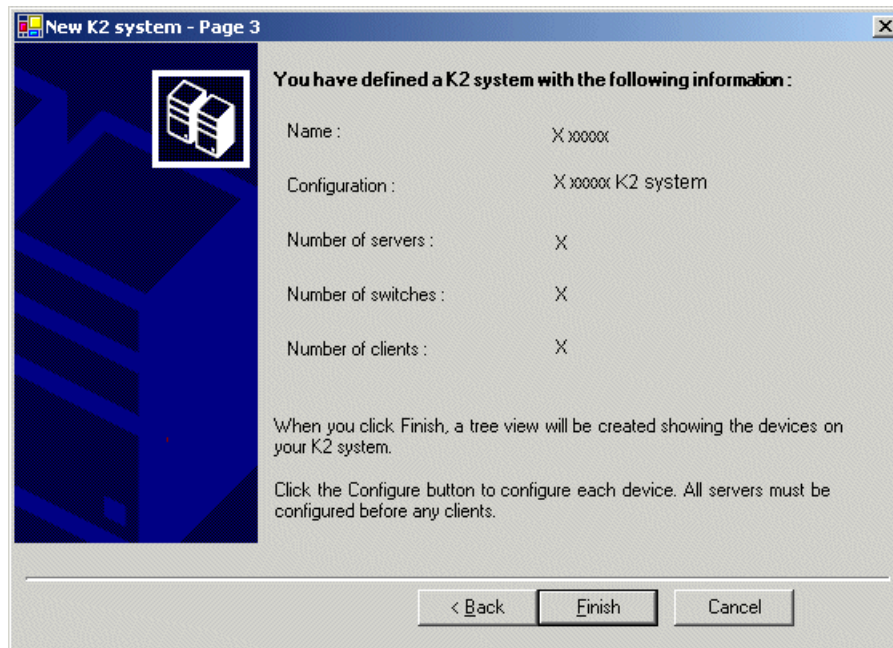 New K2 system - Page 3
You have defined a K2 system with the following information :
Name : X xxxxx
Configuration : X xxxxx K2 system
Number of servers : X
Number of switches : X
Number of clients : X
When you click Finish, a tree view will be created showing the devices on
your K2 system.
Click the Configure button to configure each device. All servers must be
configured before any clients.
< Back Finish Cancel